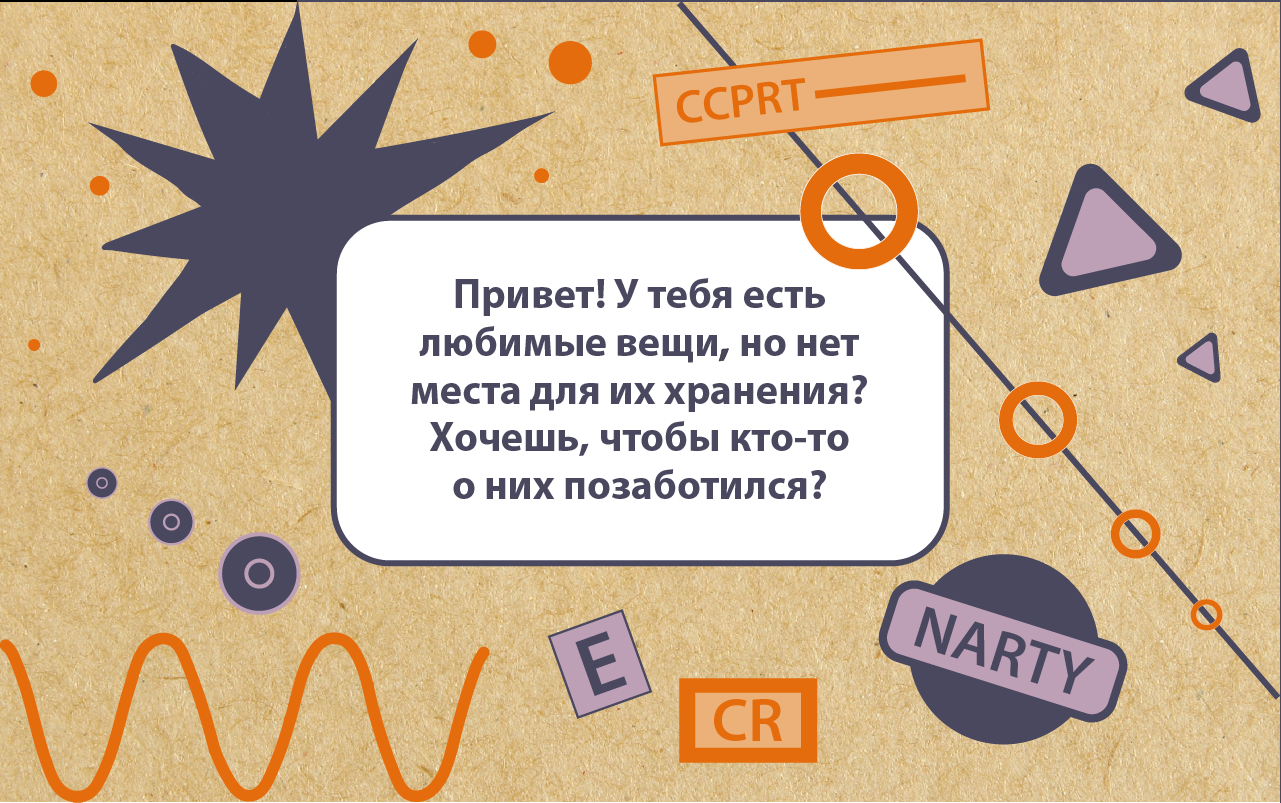 CCPRT
Привет! У тебя есть
любимые вещи, но нет
места для их хранения?
Хочешь, чтобы кто-то
о них позаботился?
E
CR
NARTY